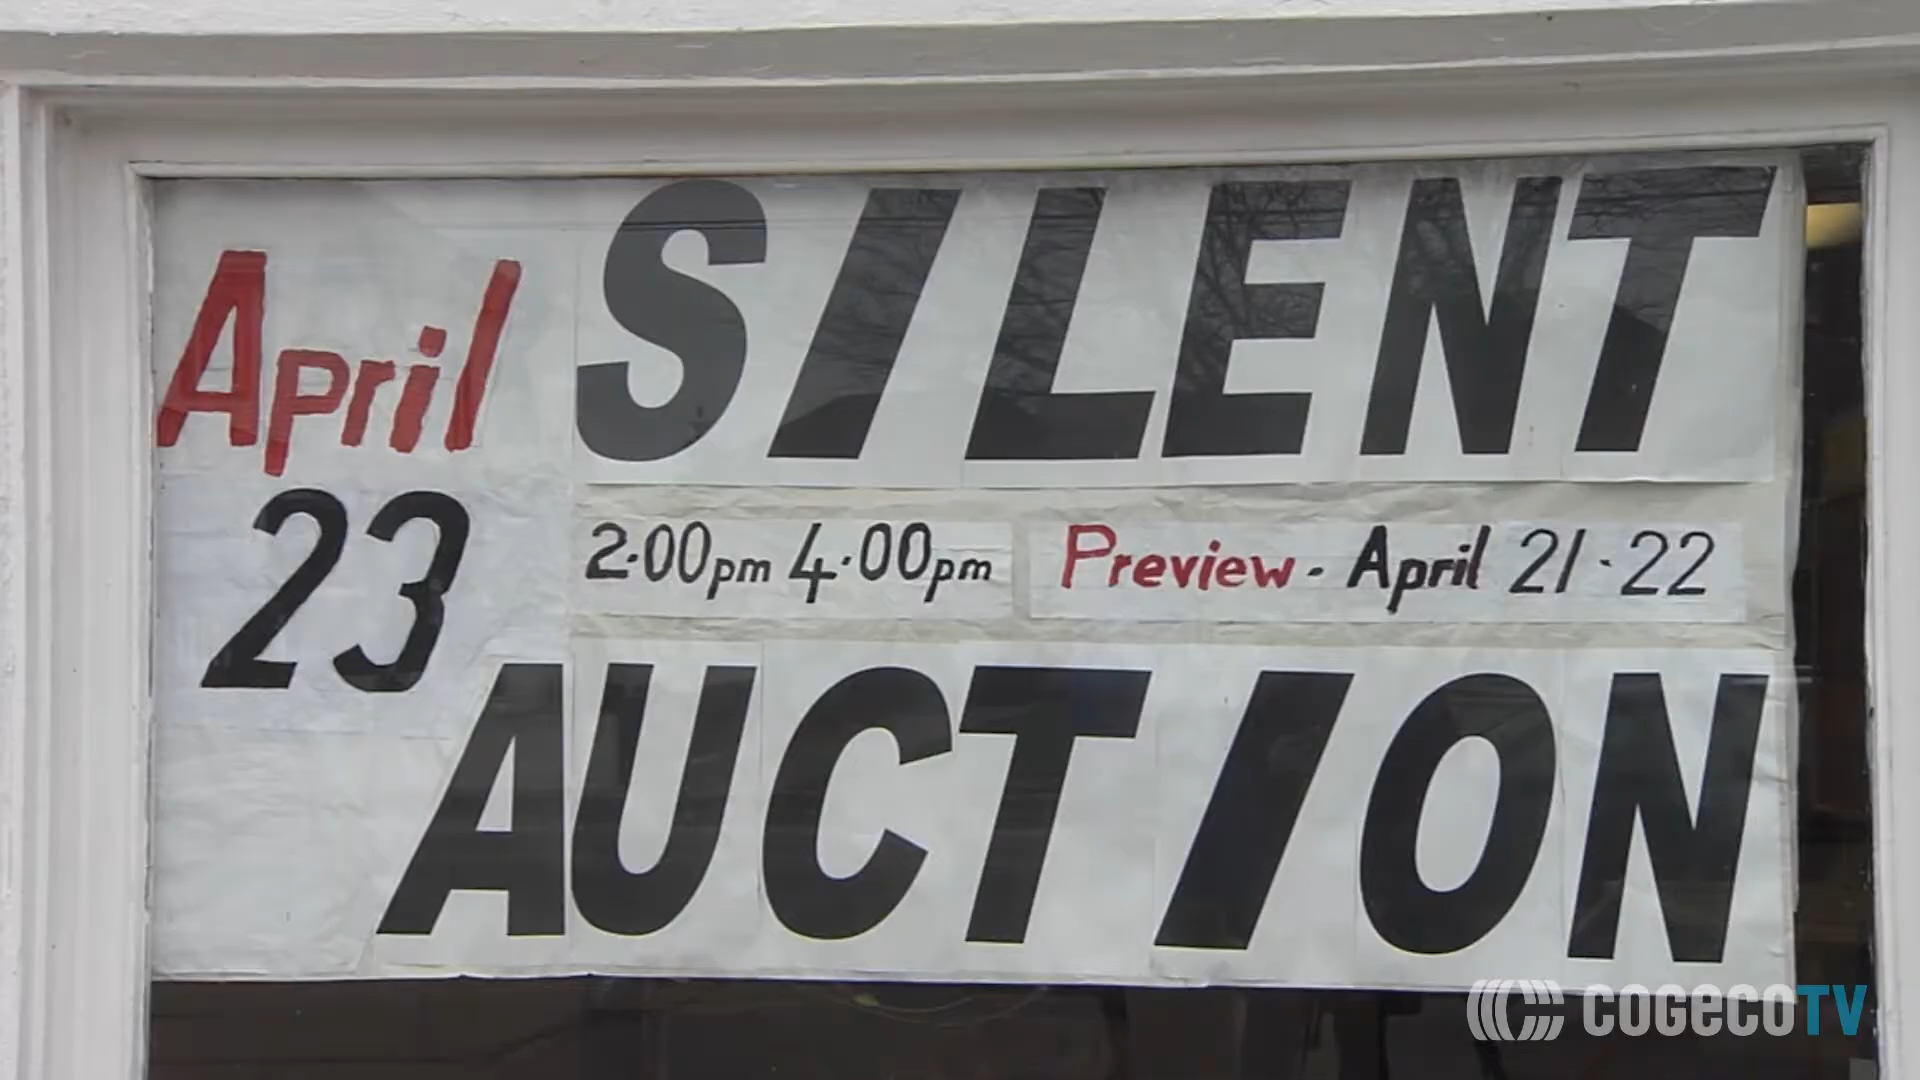 SILENT
April
23
2.00pm 4.00pm Preview - April 21-22
AUCTION
COGECOTV